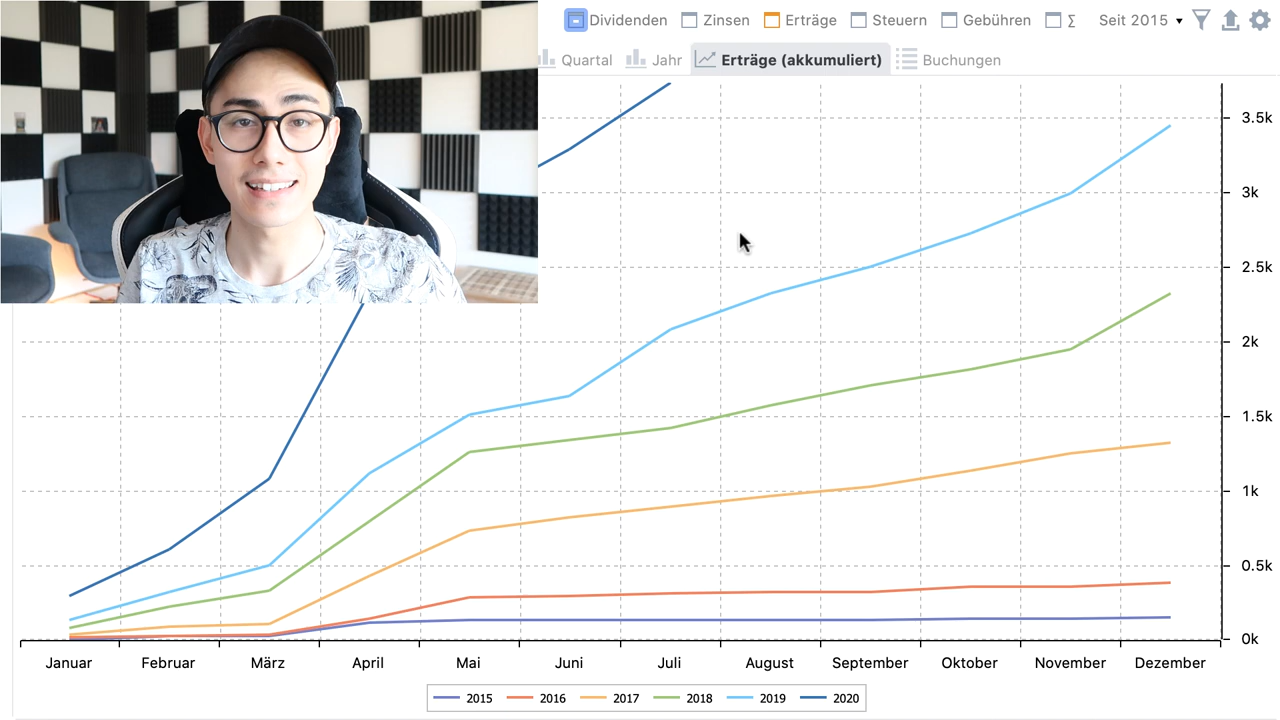 Dividenden Zinsen Erträge Steuern Gebühren Σ Seit 2015
Quartal Jahr Erträge (akkumuliert) Buchungen
3.5k
3k
2.5k
2k
1.5k
1k
0.5k
0k
Januar Februar März April Mai Juni Juli August September Oktober November Dezember
2015 2016 2017 2018 2019 2020